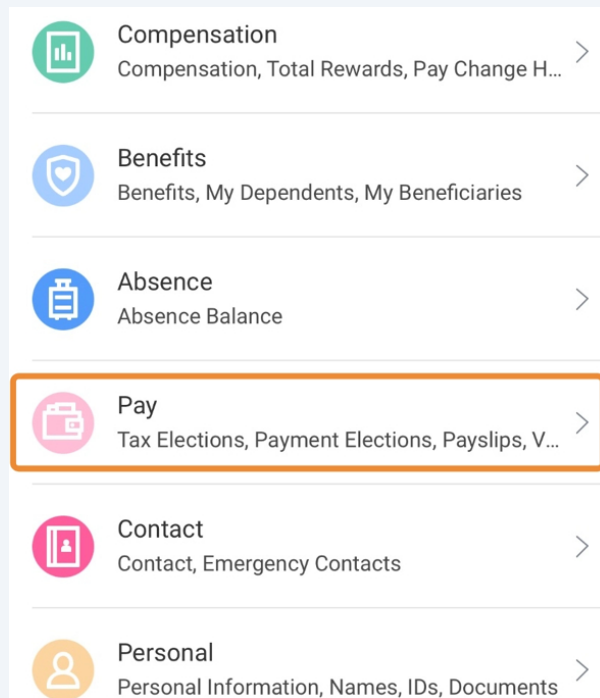 Compensation
Compensation, Total Rewards, Pay Change H...
Benefits
Benefits, My Dependents, My Beneficiaries
Absence
Absence Balance
Pay
Tax Elections, Payment Elections, Payslips, V...
Contact
Contact, Emergency Contacts
Personal
Personal Information, Names, IDs, Documents